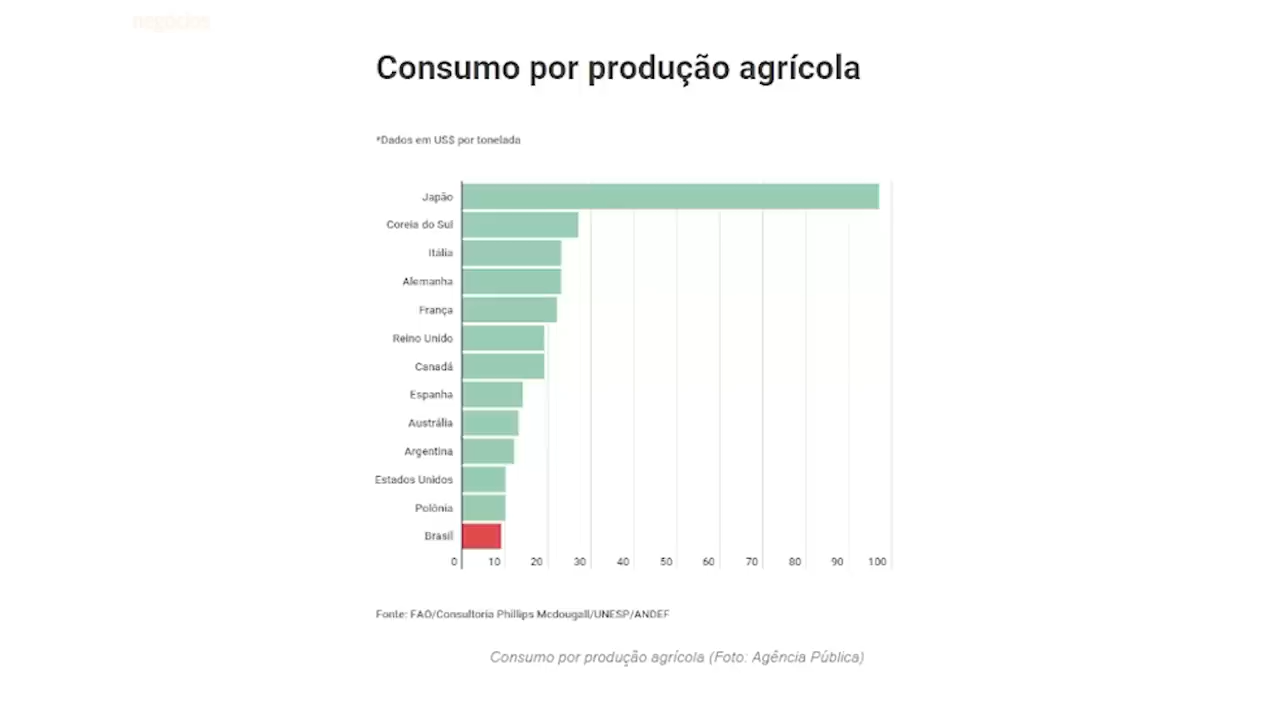 negócios
Consumo por produção agrícola
*Dados em US$ por tonelada
Japão
Coreia do Sul
Itália
Alemanha
França
Reino Unido
Canadá
Espanha
Austrália
Argentina
Estados Unidos
Polônia
Brasil
0 10 20 30 40 50 60 70 80 90 100
Fonte: FAO/Consultoria Phillips Mcdougall/UNESP/ANDEF
Consumo por produção agrícola (Foto: Agência Pública)